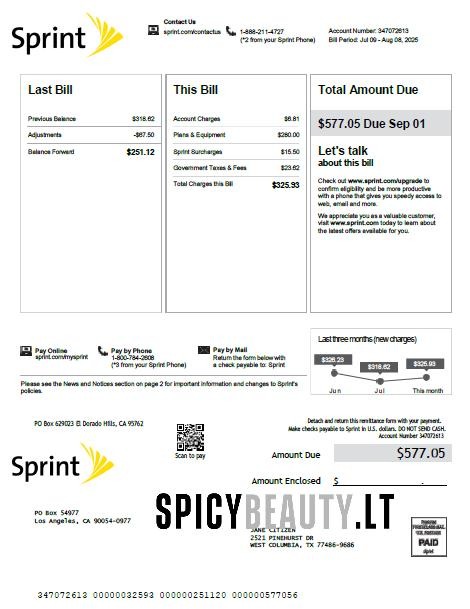 Sprint
Contact Us
sprint.com/contactus
1-888-211-4727
(*2 from your Sprint Phone)
Account Number: 347072613
Bill Period: Jul 09 - Aug 08, 2025
Last Bill
Previous Balance $318.62
Adjustments -$67.50
Balance Forward $251.12
This Bill
Account Charges $6.81
Plans & Equipment $280.00
Sprint Surcharges $15.50
Government Taxes & Fees $23.62
Total Charges this Bill $325.93
Total Amount Due
$577.05 Due Sep 01
Let's talk
about this bill
Check out www.sprint.com/upgrade to
confirm eligibility and be more productive
with a phone that gives you speedy access to
web, email and more.
We appreciate you as a valuable customer,
visit www.sprint.com today to learn about
the latest offers available for you.
Pay Online
sprint.com/mysprint
Pay by Phone
1-800-784-2608
(*3 from your Sprint Phone)
Pay by Mail
Return the form below with
a check payable to: Sprint
Last three months (new charges)
$326.23
$318.62
$325.93
Jun
Jul
This month
Please see the News and Notices section on page 2 for important information and changes to Sprint's
policies.
PO Box 629023 El Dorado Hills, CA 95762
Scan to pay
Detach and return this remittance form with your payment.
Make checks payable to Sprint in U.S. dollars. DO NOT SEND CASH.
Account Number 347072613
Sprint
Amount Due $577.05
Amount Enclosed $ .
PO Box 54977
Los Angeles, CA 90054-0977
SPICYBEAUTY.LT
JANE CITIZEN
2521 PINEHURST DR
WEST COLUMBIA, TX 77486-9686
PAID
sprint
347072613 00000032593 000000251120 000000577056